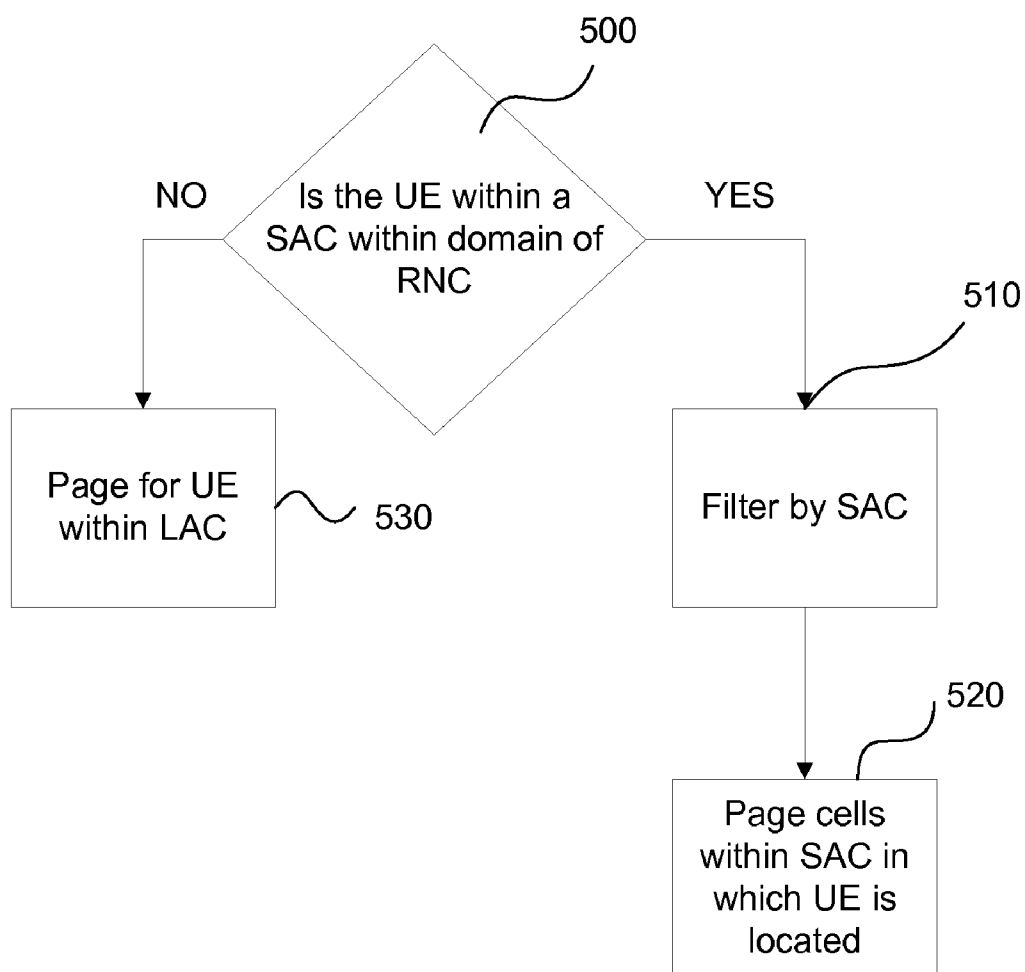 500
NO
YES
Is the UE within a
SAC within domain of
RNC
510
Page for UE
within LAC
530
Filter by SAC
520
Page cells
within SAC in
which UE is
located